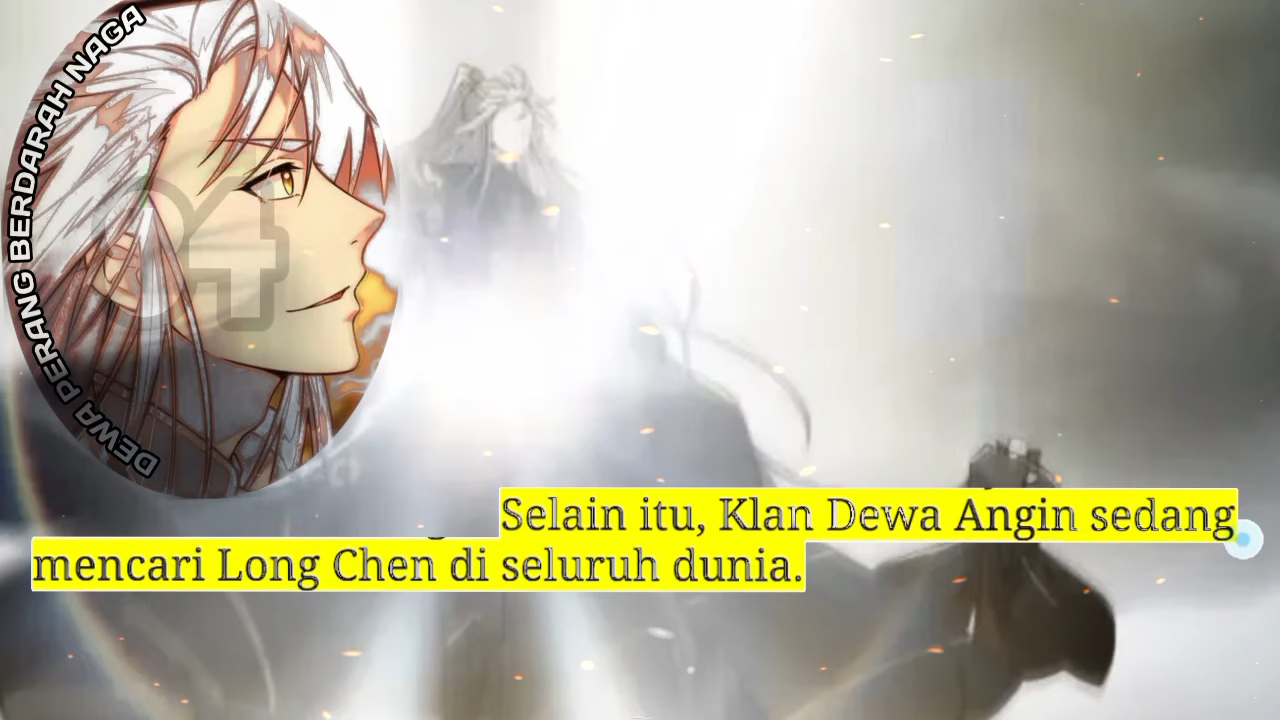 DEWA PERANG BERDARAH NAGA
Selain itu, Klan Dewa Angin sedang
mencari Long Chen di seluruh dunia.